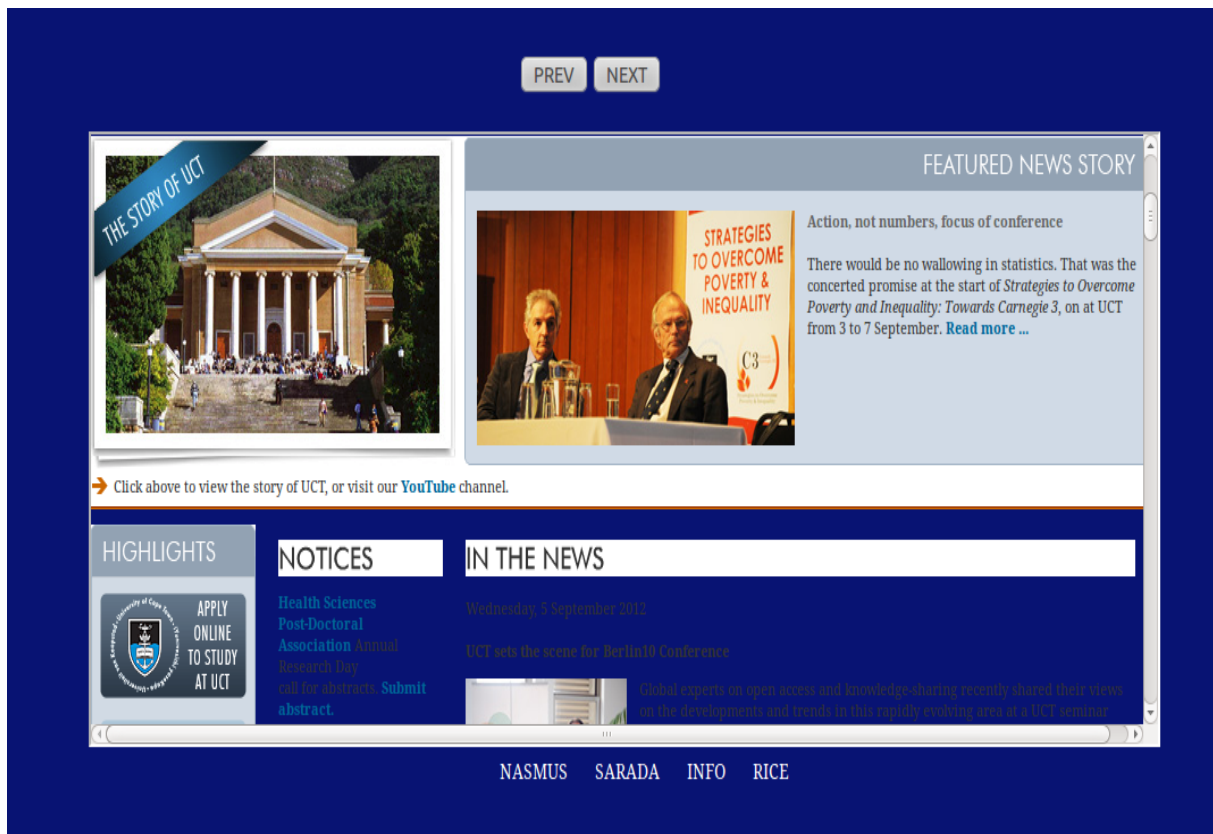 PREV NEXT
THE STORY OF UCT
FEATURED NEWS STORY
STRATEGIES
TO OVERCOME
POVERTY &
INEQUALITY
C3
Action, not numbers, focus of conference
There would be no wallowing in statistics. That was the
concerted promise at the start of Strategies to Overcome
Poverty and Inequality: Towards Carnegie 3, on at UCT
from 3 to 7 September. Read more ...
Click above to view the story of UCT, or visit our YouTube channel.
HIGHLIGHTS
APPLY
ONLINE
TO STUDY
AT UCT
NOTICES
Health Sciences
Post-Doctoral
Association Annual
Research Day
call for abstracts. Submit
abstract.
IN THE NEWS
Wednesday, 5 September 2012
UCT sets the scene for Berlin10 Conference
Global experts on open access and knowledge-sharing recently shared their views
on the developments and trends in this rapidly evolving area at a UCT seminar
NASMUS SARADA INFO RICE